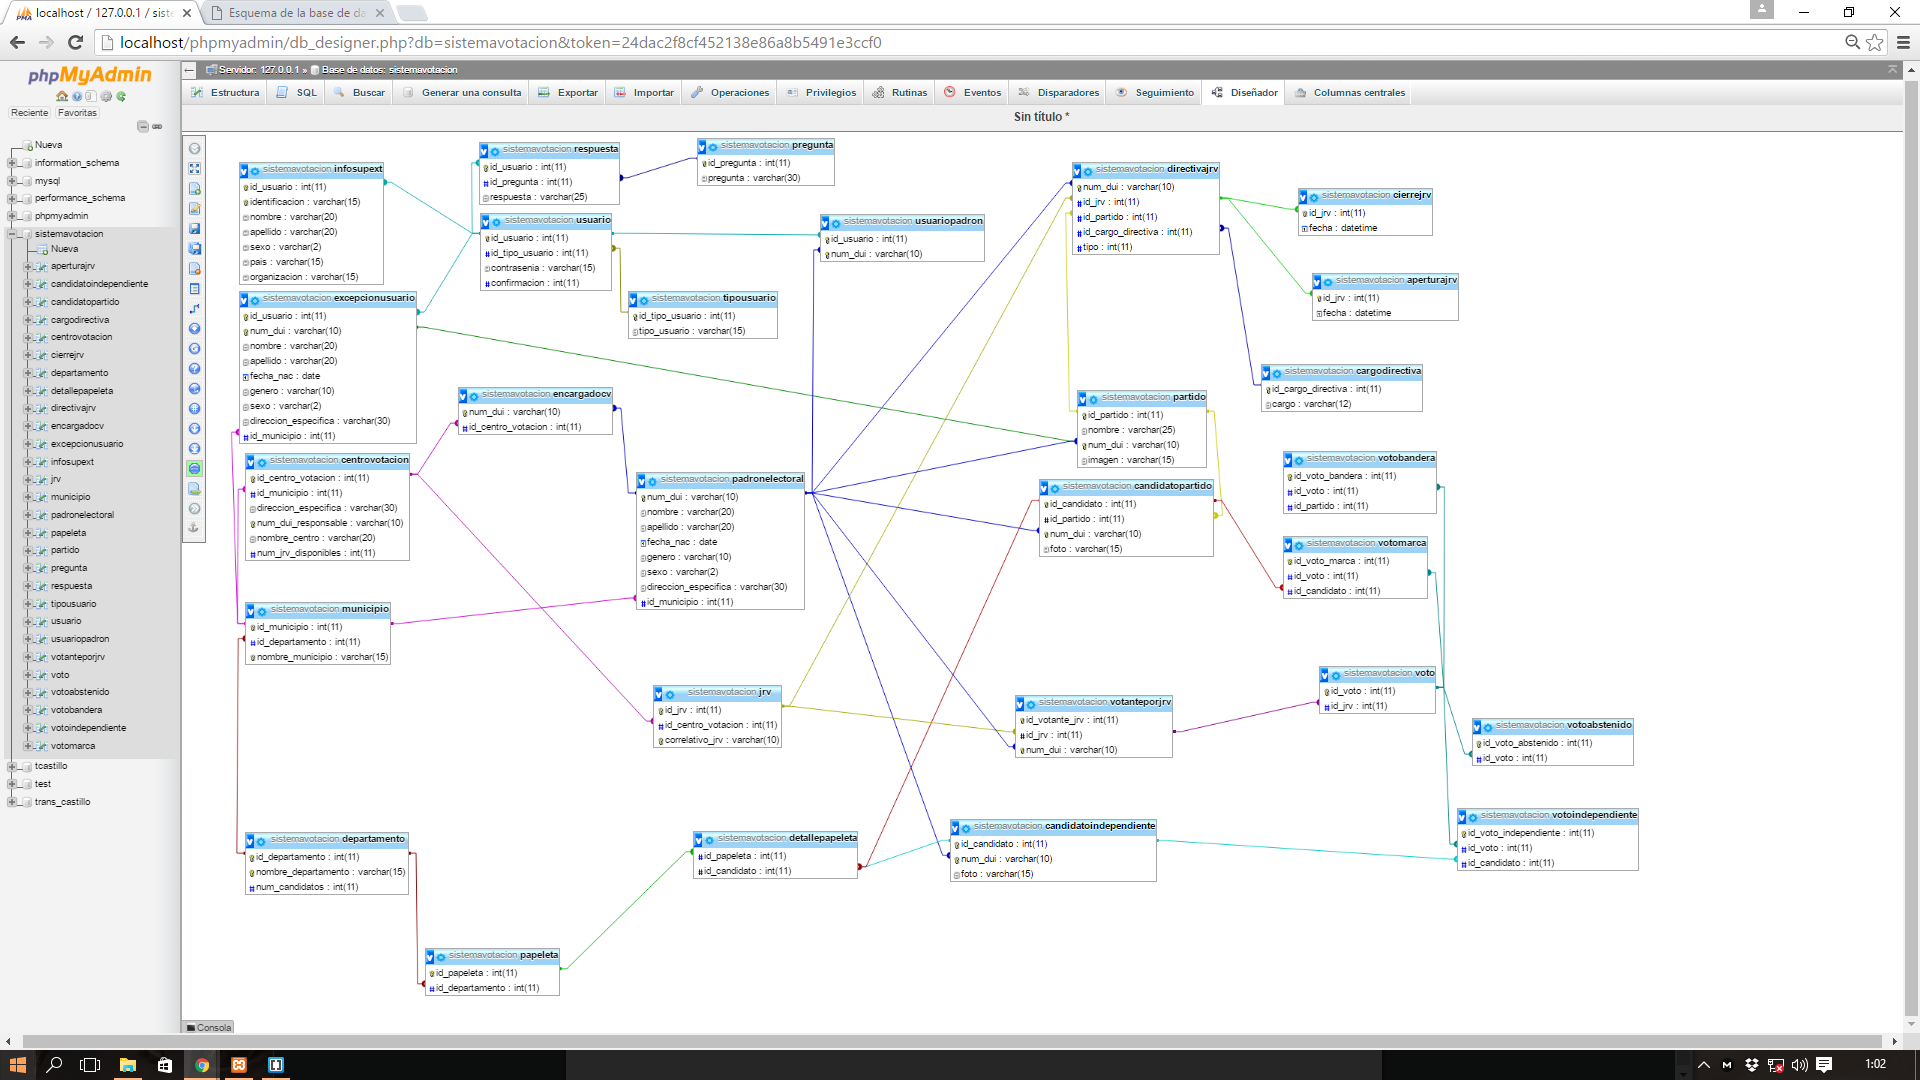 localhost / 127.0.0.1 / sist
Esquema de la base de da
localhost/phpmyadmin/db_designer.php?db=sistemavotacion&token=24dac2f8cf452138e86a8b5491e3ccf0
phpMyAdmin
Reciente
Favoritas
Nueva
information_schema
mysql
performance_schema
phpmyadmin
sistemavotacion
Nueva
aperturajrv
candidatoindependiente
candidatopartido
cargodirectiva
centrovotacion
cierrejrv
departamento
detallepapeleta
directivajrv
encargadocv
excepcionusuario
infosupext
jrv
municipio
padronelectoral
papeleta
partido
pregunta
respuesta
tipousuario
usuario
usuariopadron
votanteporjrv
voto
votoabstenido
votobandera
votoindependiente
votomarca
tcastillo
test
trans_castillo
Servidor: 127.0.0.1 » Base de datos: sistemavotacion
Estructura
SQL
Buscar
Generar una consulta
Exportar
Importar
Operaciones
Privilegios
Rutinas
Eventos
Disparadores
Seguimiento
Diseñador
Columnas centrales
Sin título *
sistemavotacion infosupext
id_usuario : int(11)
identificacion : varchar(15)
nombre : varchar(20)
apellido : varchar(20)
sexo : varchar(2)
pais : varchar(15)
organizacion : varchar(15)
sistemavotacion respuesta
id_usuario : int(11)
id_pregunta : int(11)
respuesta : varchar(25)
sistemavotacion pregunta
id_pregunta : int(11)
pregunta : varchar(30)
sistemavotacion usuario
id_usuario : int(11)
id_tipo_usuario : int(11)
contrasenia : varchar(15)
confirmacion : int(11)
sistemavotacion usuariopadron
id_usuario : int(11)
num_dui : varchar(10)
sistemavotacion directivajrv
num_dui : varchar(10)
id_jrv : int(11)
id_partido : int(11)
id_cargo_directiva : int(11)
tipo : int(11)
sistemavotacion cierrejrv
id_jrv : int(11)
fecha : datetime
sistemavotacion aperturajrv
id_jrv : int(11)
fecha : datetime
sistemavotacion excepcionusuario
id_usuario : int(11)
num_dui : varchar(10)
nombre : varchar(20)
apellido : varchar(20)
fecha_nac : date
genero : varchar(10)
sexo : varchar(2)
direccion_especifica : varchar(30)
id_municipio : int(11)
sistemavotacion tipousuario
id_tipo_usuario : int(11)
tipo_usuario : varchar(15)
sistemavotacion cargodirectiva
id_cargo_directiva : int(11)
cargo : varchar(12)
sistemavotacion encargadocv
num_dui : varchar(10)
id_centro_votacion : int(11)
sistemavotacion partido
id_partido : int(11)
nombre : varchar(25)
num_dui : varchar(10)
imagen : varchar(15)
sistemavotacion centrovotacion
id_centro_votacion : int(11)
id_municipio : int(11)
direccion_especifica : varchar(30)
num_dui_responsable : varchar(10)
nombre_centro : varchar(20)
num_jrv_disponibles : int(11)
sistemavotacion padronelectoral
num_dui : varchar(10)
nombre : varchar(20)
apellido : varchar(20)
fecha_nac : date
genero : varchar(10)
sexo : varchar(2)
direccion_especifica : varchar(30)
id_municipio : int(11)
sistemavotacion candidatopartido
id_candidato : int(11)
id_partido : int(11)
num_dui : varchar(10)
foto : varchar(15)
sistemavotacion votobandera
id_voto_bandera : int(11)
id_voto : int(11)
id_partido : int(11)
sistemavotacion votomarca
id_voto_marca : int(11)
id_voto : int(11)
id_candidato : int(11)
sistemavotacion municipio
id_municipio : int(11)
id_departamento : int(11)
nombre_municipio : varchar(15)
sistemavotacion jrv
id_jrv : int(11)
id_centro_votacion : int(11)
correlativo_jrv : varchar(10)
sistemavotacion votanteporjrv
id_votante_jrv : int(11)
id_jrv : int(11)
num_dui : varchar(10)
sistemavotacion voto
id_voto : int(11)
id_jrv : int(11)
sistemavotacion votoabstenido
id_voto_abstenido : int(11)
id_voto : int(11)
sistemavotacion departamento
id_departamento : int(11)
nombre_departamento : varchar(15)
num_candidatos : int(11)
sistemavotacion detallepapeleta
id_papeleta : int(11)
id_candidato : int(11)
sistemavotacion candidatoindependiente
id_candidato : int(11)
num_dui : varchar(10)
foto : varchar(15)
sistemavotacion votoindependiente
id_voto_independiente : int(11)
id_voto : int(11)
id_candidato : int(11)
sistemavotacion papeleta
id_papeleta : int(11)
id_departamento : int(11)
Consola
1:02